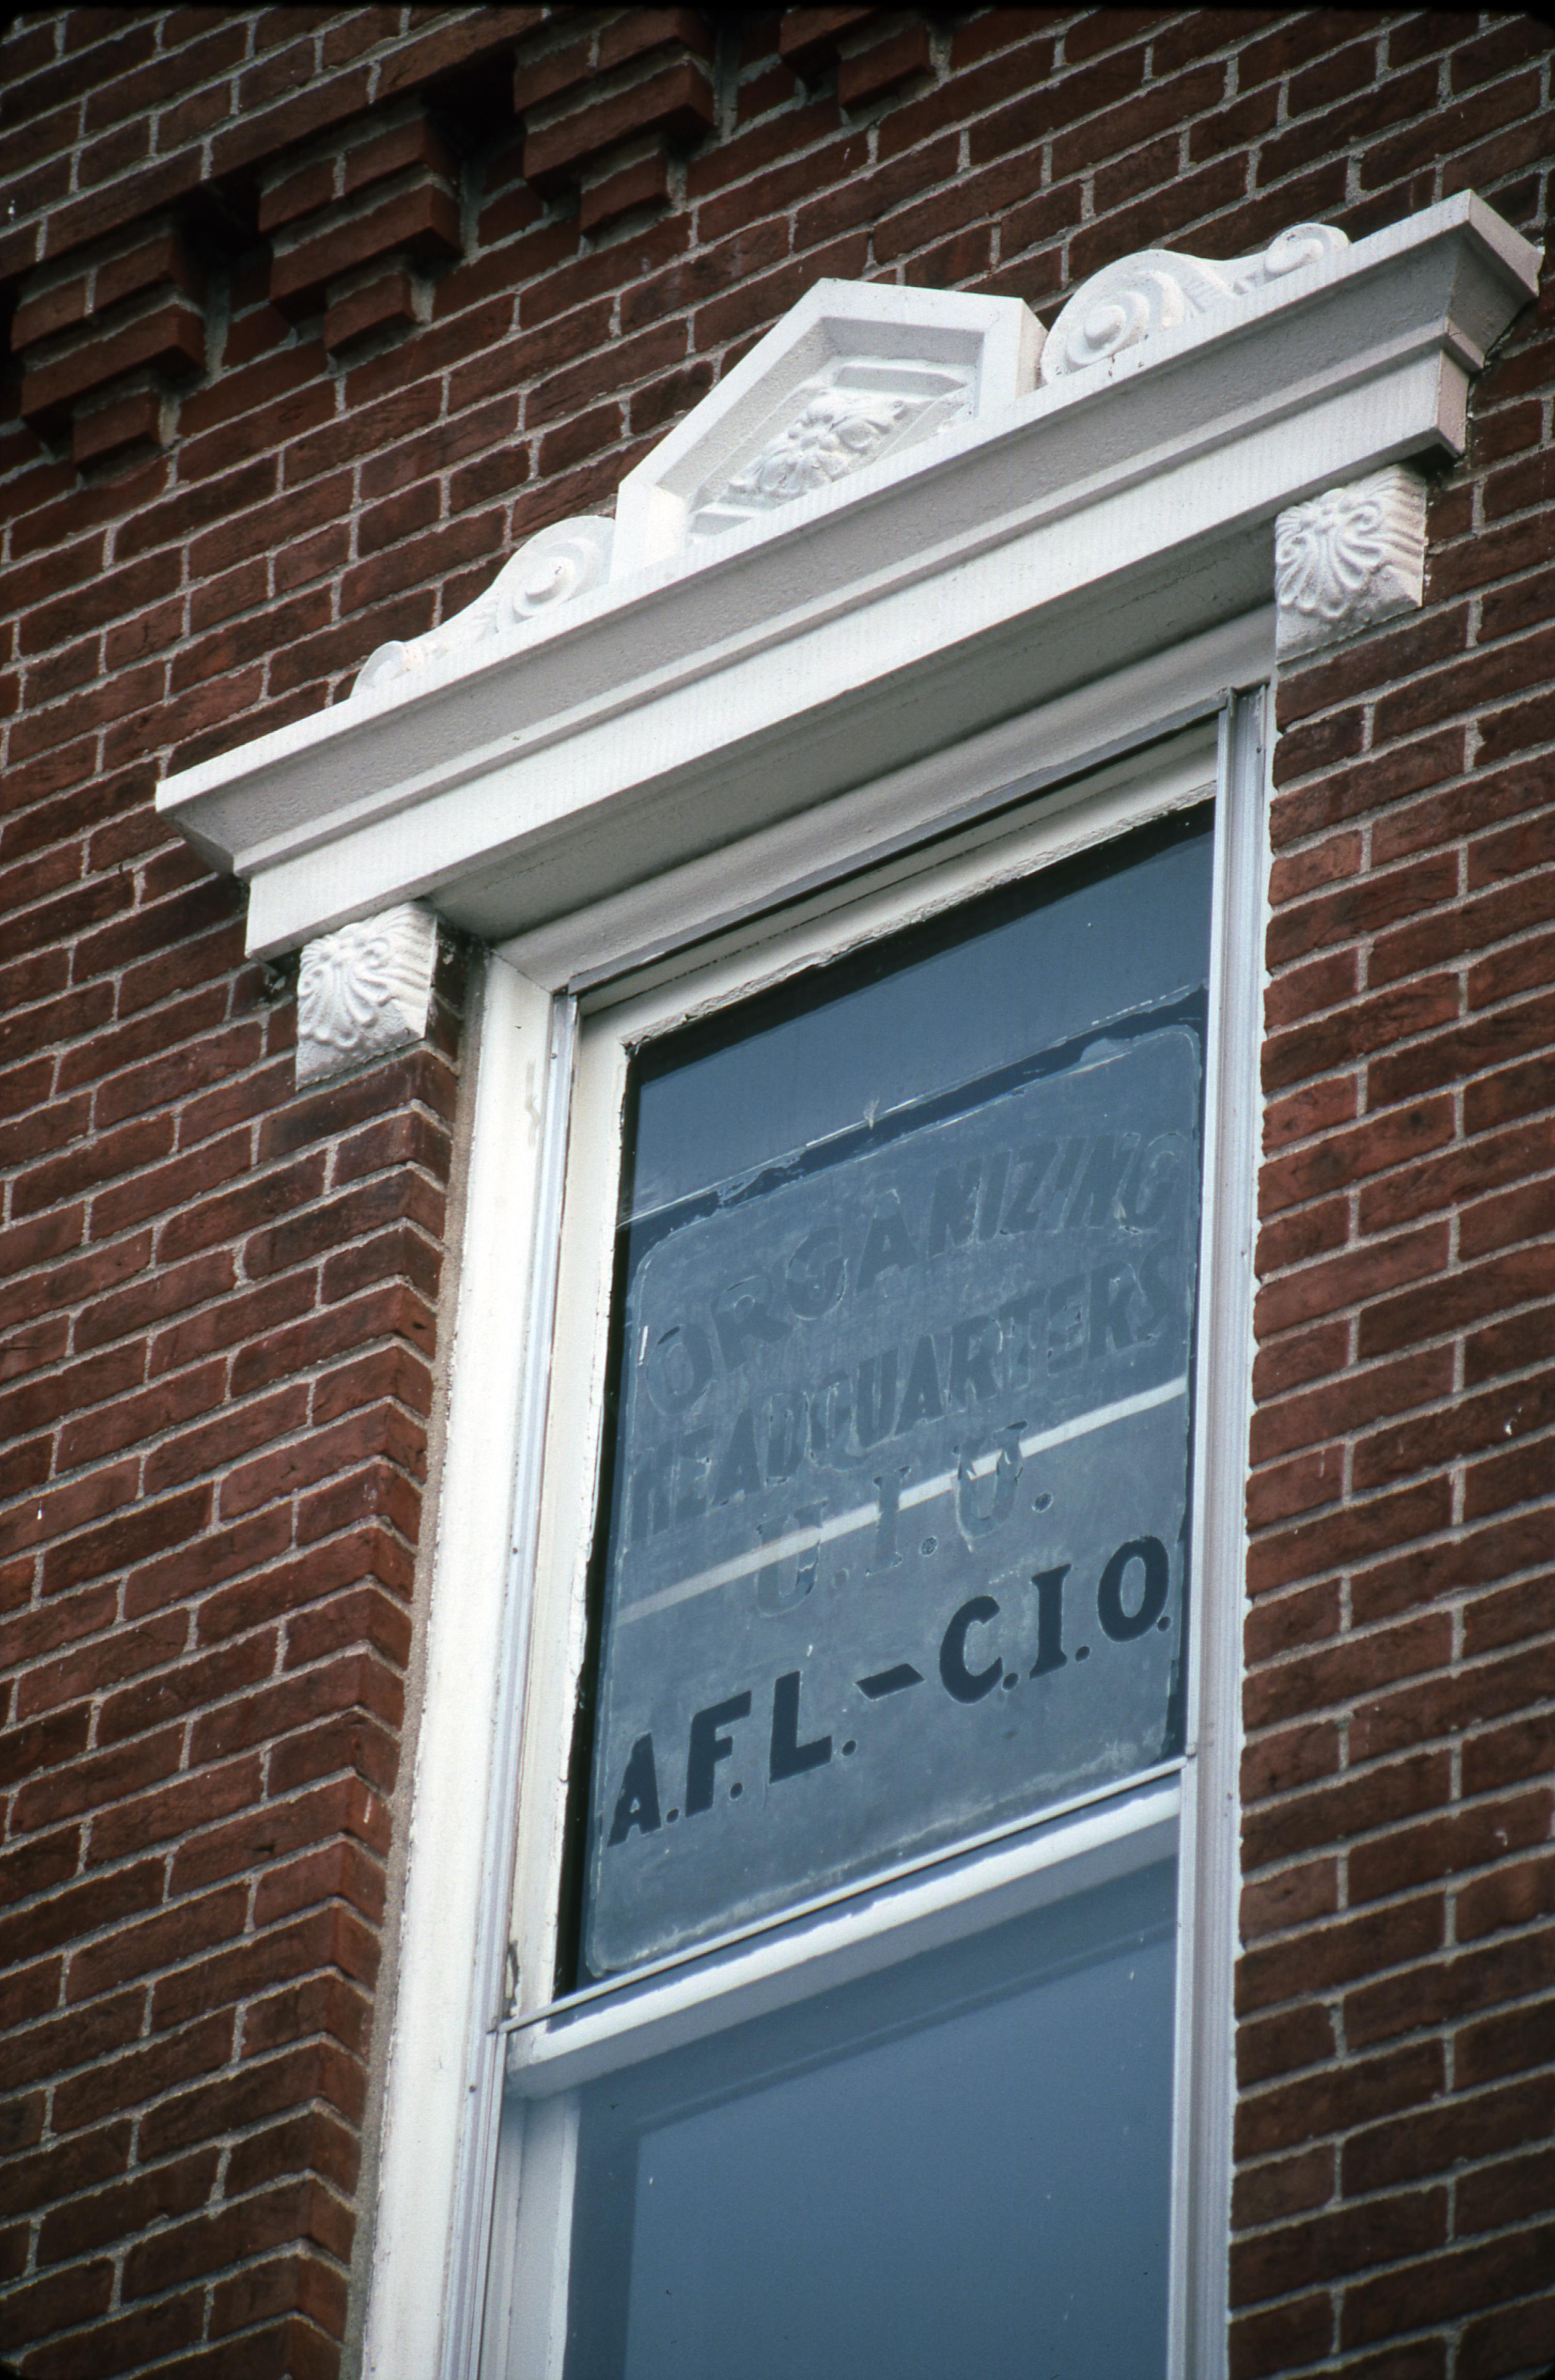 ORGANIZING
HEADQUARTERS
U.I.U.
A.F.L.-C.I.O.